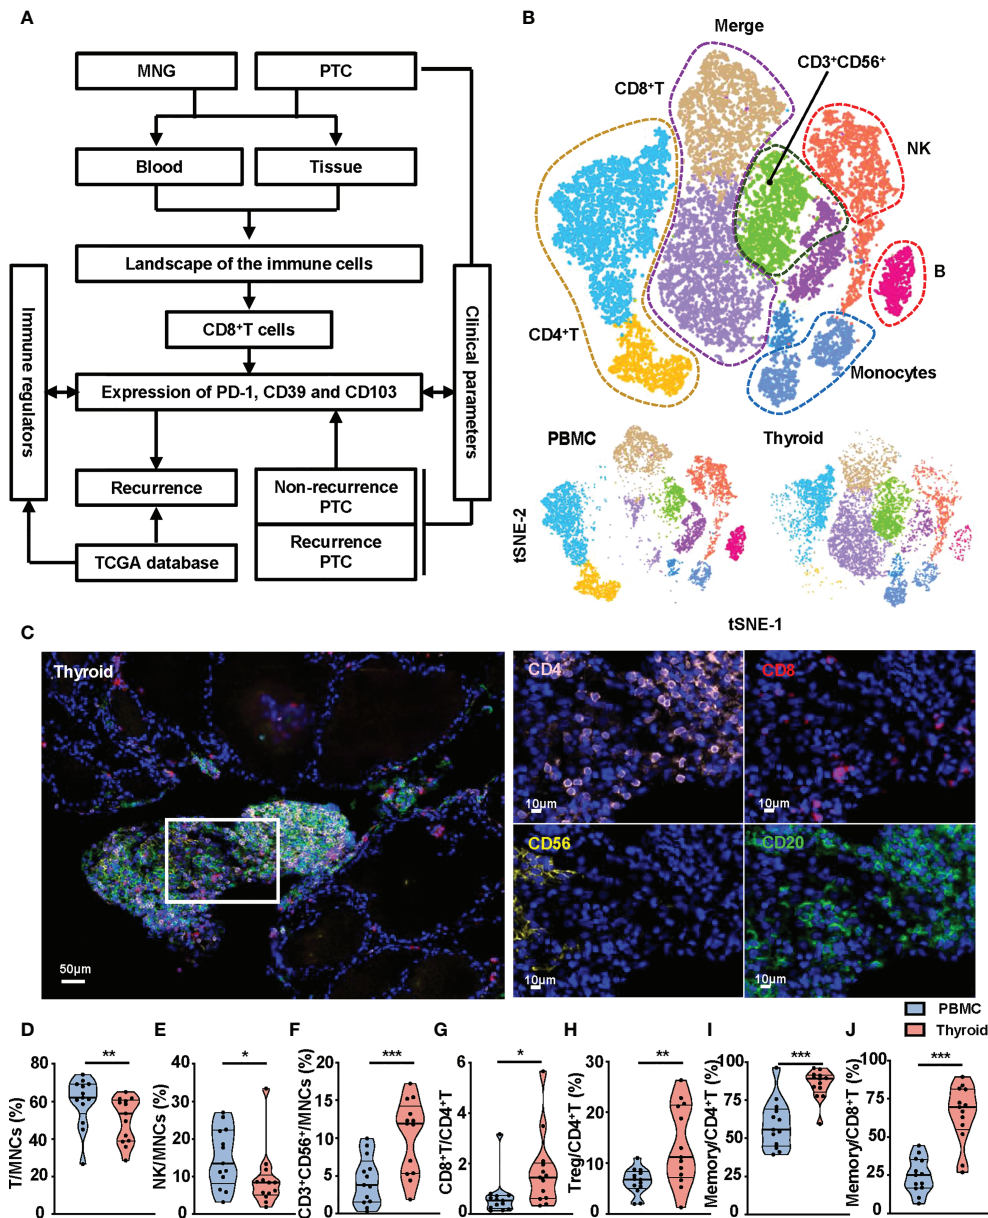 A
MNG
PTC
Blood
Tissue
Landscape of the immune cells
CD8⁺T cells
Expression of PD-1, CD39 and CD103
Immune regulators
Clinical parameters
Recurrence
Non-recurrence
PTC
Recurrence
PTC
TCGA database
B
Merge
CD3⁺CD56⁺
CD8⁺T
NK
B
CD4⁺T
Monocytes
PBMC
Thyroid
tSNE-2
tSNE-1
C
Thyroid
50μm
CD4
10μm
CD8
10μm
CD56
10μm
CD20
10μm
PBMC
Thyroid
D
T/MNCs (%)
80
60
40
20
0
**
E
NK/MNCs (%)
40
30
20
10
0
*
F
CD3⁺CD56⁺/MNCs (%)
20
15
10
5
0
***
G
CD8⁺T/CD4⁺T
6
4
2
0
*
H
Treg/CD4⁺T (%)
30
20
10
0
**
I
Memory/CD4⁺T (%)
100
75
50
25
0
***
J
Memory/CD8⁺T (%)
100
75
50
25
0
***